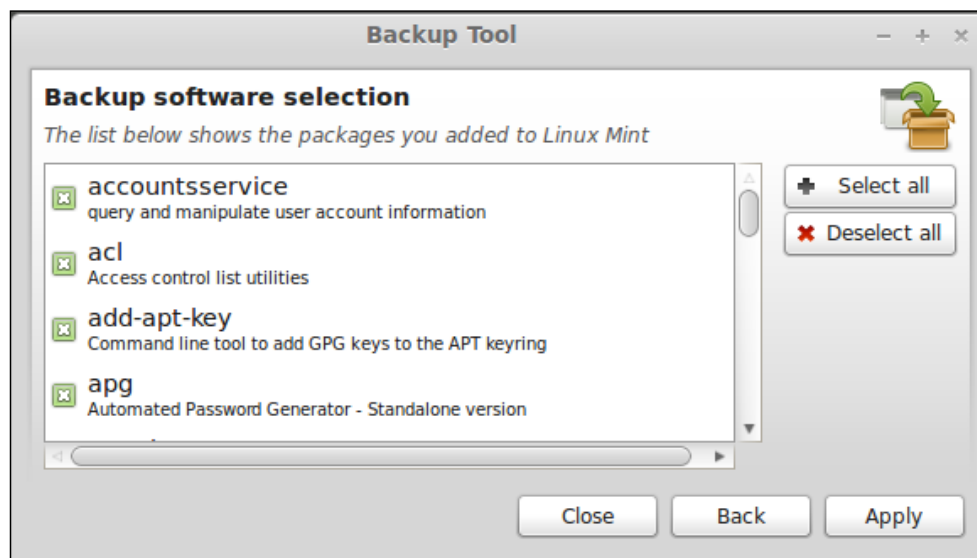 Backup Tool
Backup software selection
The list below shows the packages you added to Linux Mint
accountsservice
query and manipulate user account information
acl
Access control list utilities
add-apt-key
Command line tool to add GPG keys to the APT keyring
apg
Automated Password Generator - Standalone version
Select all
Deselect all
Close
Back
Apply